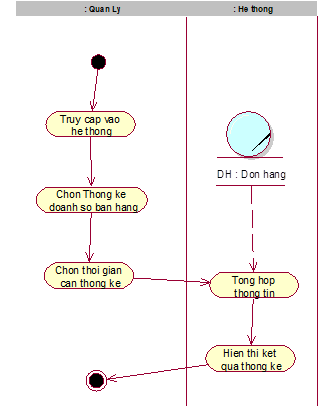 : Quan Ly
: He thong
Truy cap vao
he thong
Chon Thong ke
doanh so ban hang
Chon thoi gian
can thong ke
DH : Don hang
Tong hop
thong tin
Hien thi ket
qua thong ke